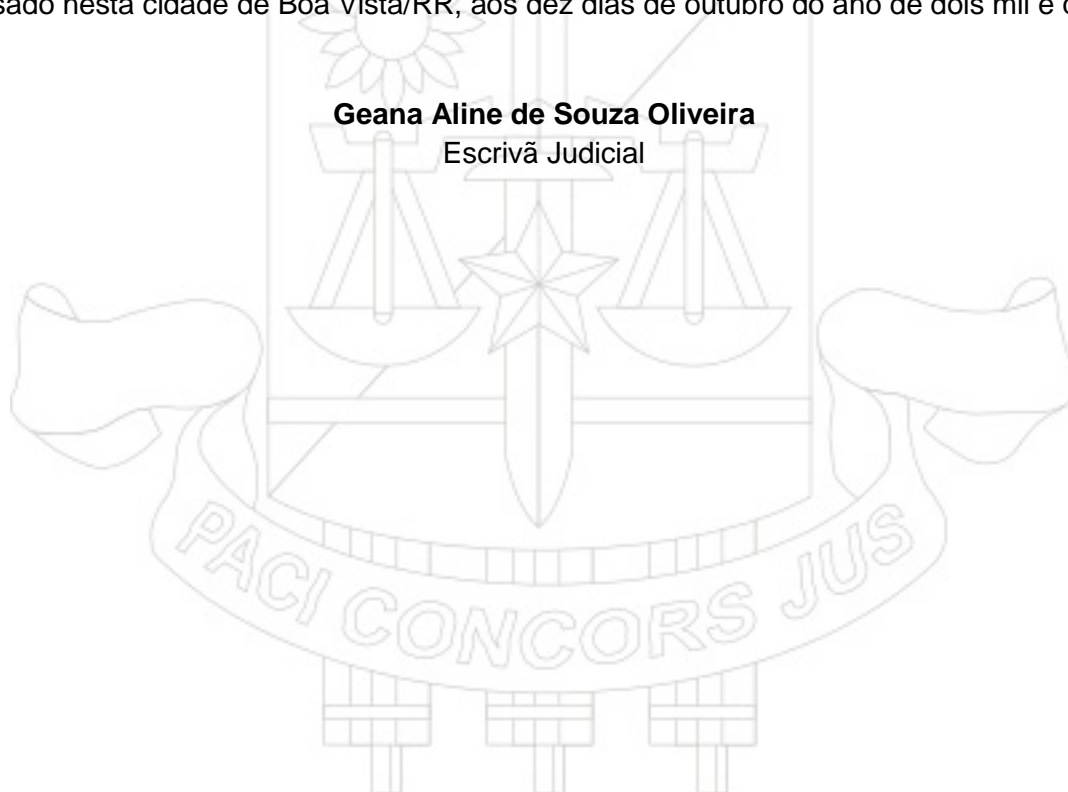 nesta cidade de Boa Vista/RR, aos dez dias de outubro do ano de dois mil e
Geana Aline de Souza Oliveira
Escrivã Judicial
PACI CONCORS JUS